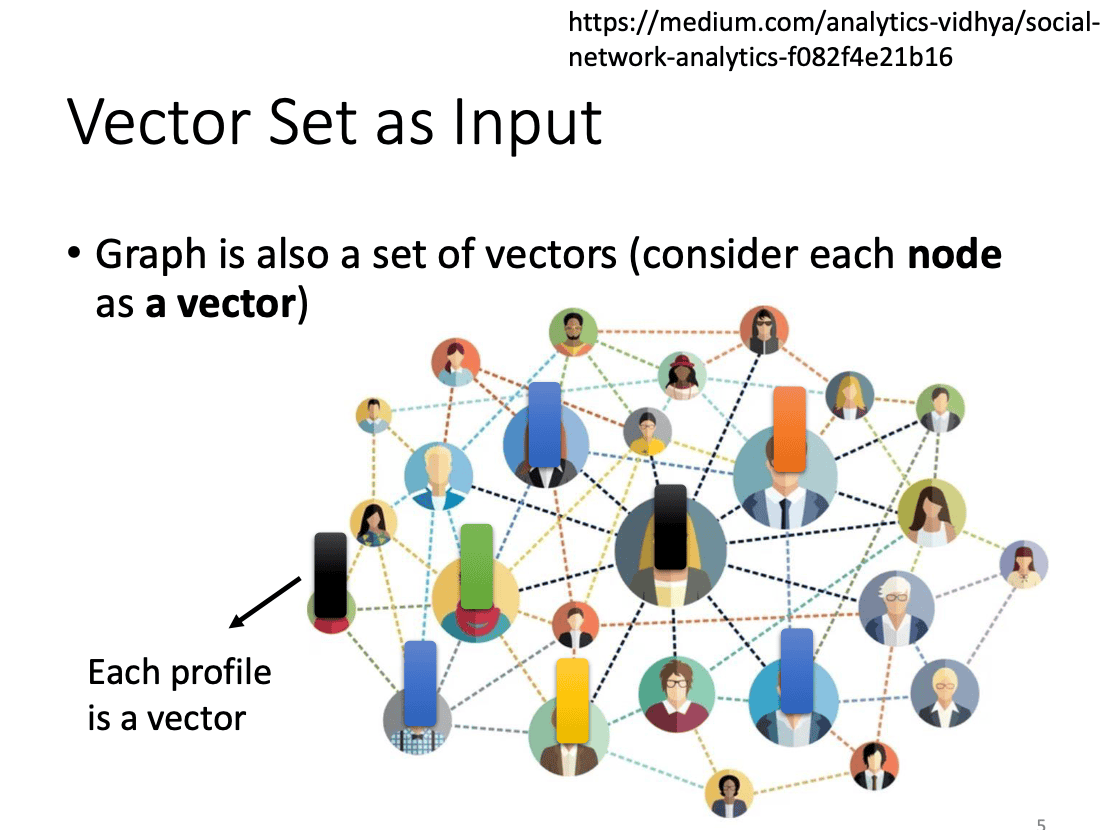 https://medium.com/analytics-vidhya/social-
network-analytics-f082f4e21b16
Vector Set as Input
• Graph is also a set of vectors (consider each node
as a vector)
Each profile
is a vector
5